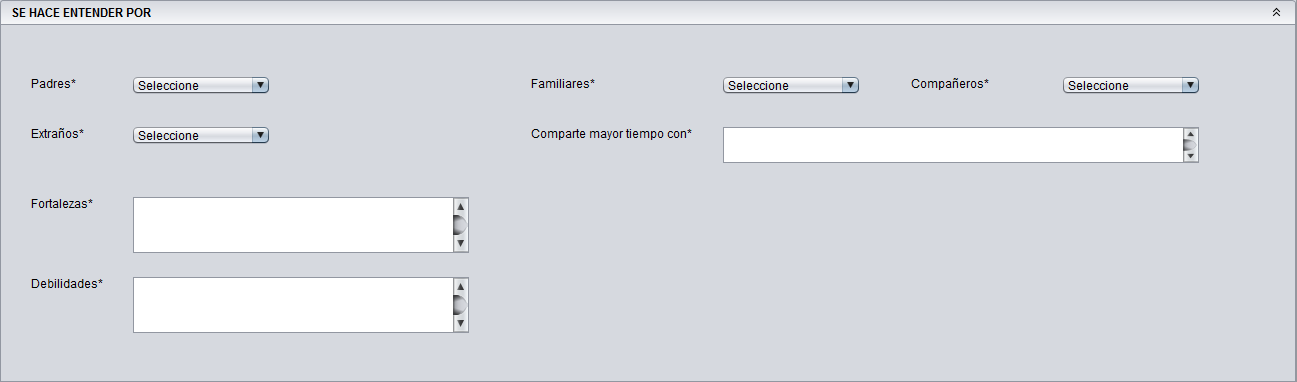 SE HACE ENTENDER POR
Padres* Seleccione Familiares* Seleccione Compañeros* Seleccione
Extraños* Seleccione Comparte mayor tiempo con*
Fortalezas*
Debilidades*